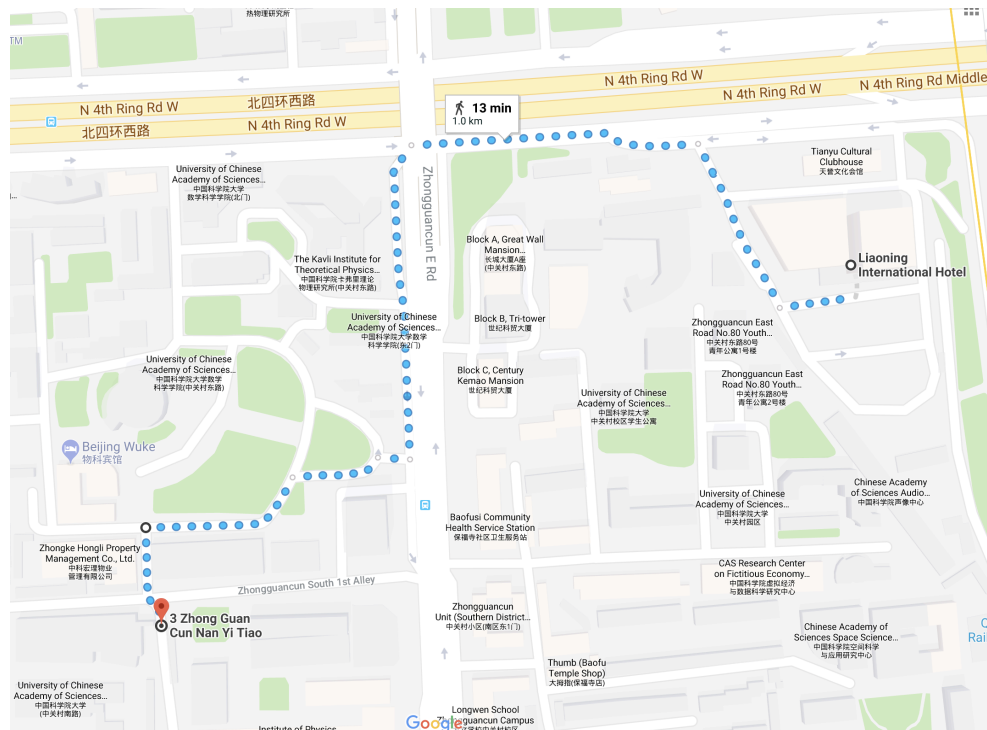 热物理研究所
TM
N 4th Ring Rd W
N 4th Ring Rd W
N 4th Ring Rd Middle
北四环西路
N 4th Ring Rd W
N 4th Ring Rd W
北四环西路
13 min
1.0 km
Tianyu Cultural
Clubhouse
天誉文化会馆
University of Chinese
Academy of Sciences...
中国科学院大学
数学科学学院(北门)
Zhongguancun E Rd
Block A, Great Wall
Mansion...
长城大厦A座
(中关村东路)
The Kavli Institute for
Theoretical Physics...
中国科学院卡弗里理论
物理研究所(中关村东路)
Liaoning
International Hotel
University of Chinese
Academy of Sciences...
中国科学院大学数学
科学学院(东2门)
Block B, Tri-tower
世纪科贸大厦
Zhongguancun East
Road No.80 Youth...
中关村东路80号
青年公寓1号楼
University of Chinese
Academy of Sciences...
中国科学院大学数学
科学学院(中关村东路)
Block C, Century
Kemao Mansion
世纪科贸大厦
Zhongguancun East
Road No.80 Youth...
中关村东路80号
青年公寓2号楼
University of Chinese
Academy of Sciences...
中国科学院大学
中关村校区学生公寓
Beijing Wuke
物科宾馆
Chinese Academy
of Sciences Audio...
中国科学院声像中心
University of Chinese
Academy of Sciences...
中国科学院大学
中关村园区
Baofusi Community
Health Service Station
保福寺社区卫生服务站
Zhongke Hongli Property
Management Co., Ltd.
中科宏理物业
管理有限公司
CAS Research Center
on Fictitious Economy...
中国科学院虚拟经济
与数据科学研究中心
Zhongguancun South 1st Alley
3 Zhong Guan
Cun Nan Yi Tiao
Zhongguancun
Unit (Southern District...
中关村小区(南区东1门)
Chinese Academy of
Sciences Space Science...
中国科学院空间科学
与应用研究中心
Rai
Thumb (Baofu
Temple Shop)
大拇指(保福寺店)
University of Chinese
Academy of Sciences...
中国科学院大学
(中关村南路)
Longwen School
Zhongguancun Campus
Institute of Physics
Google